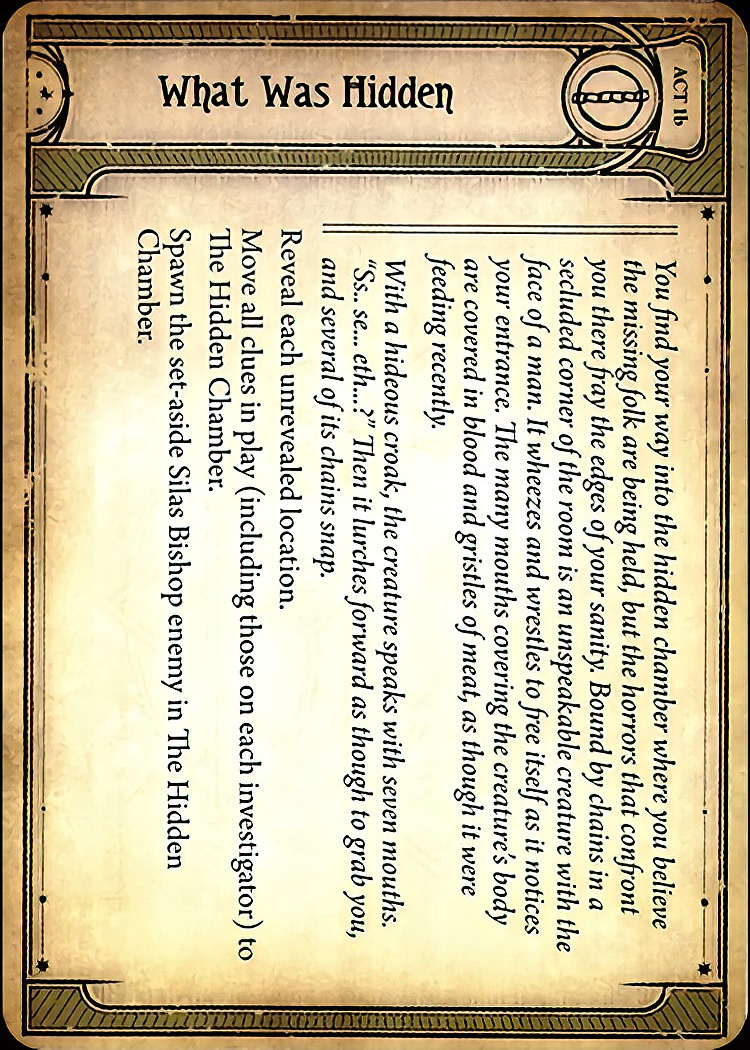 ACT 1b
What Was Hidden
You find your way into the hidden chamber where you believe
the missing folk are being held, but the horrors that confront
you there fray the edges of your sanity. Bound by chains in a
secluded corner of the room is an unspeakable creature with the
face of a man. It wheezes and wrestles to free itself as it notices
your entrance. The many mouths covering the creature’s body
are covered in blood and gristles of meat, as though it were
feeding recently.
With a hideous croak, the creature speaks with seven mouths.
“Ss.. se... eth...?” Then it lurches forward as though to grab you,
and several of its chains snap.
Reveal each unrevealed location.
Move all clues in play (including those on each investigator) to
The Hidden Chamber.
Spawn the set-aside Silas Bishop enemy in The Hidden
Chamber.